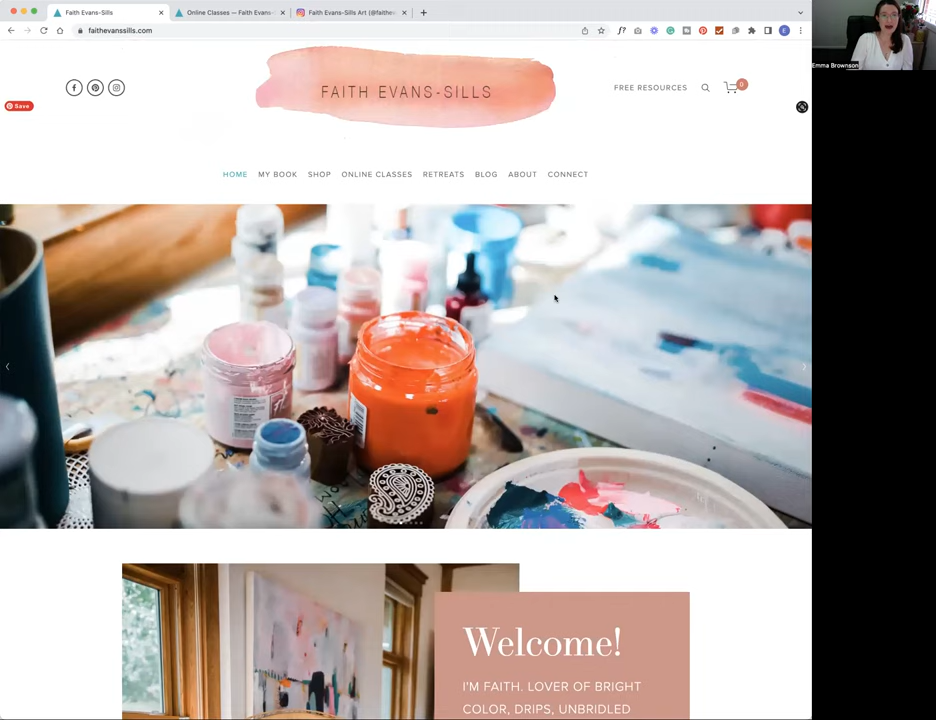 Faith Evans-Sills
Online Classes — Faith Evans-
Faith Evans-Sills Art (@faithev
faithevanssills.com
Emma Brownson
Save
FAITH EVANS-SILLS
FREE RESOURCES
0
HOME MY BOOK SHOP ONLINE CLASSES RETREATS BLOG ABOUT CONNECT
Welcome!
I'M FAITH. LOVER OF BRIGHT
COLOR, DRIPS, UNBRIDLED